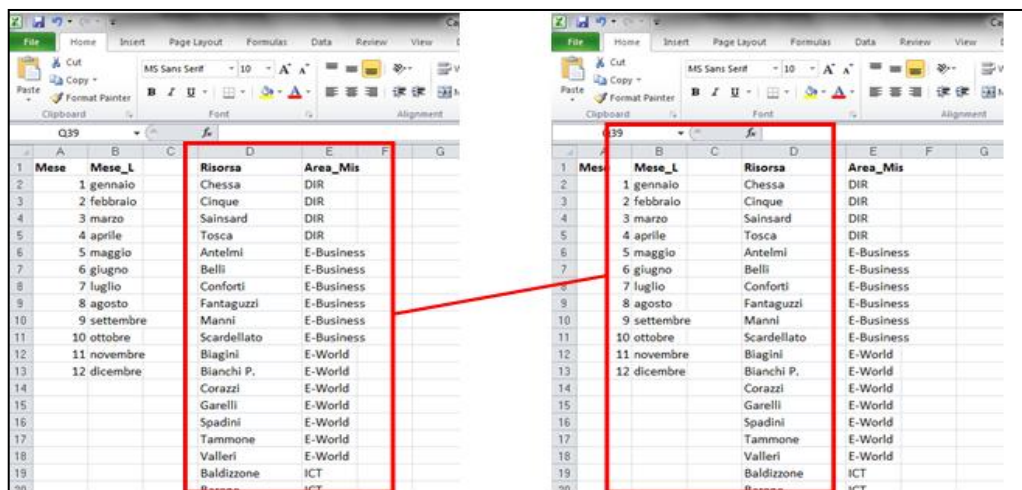 File Home Insert Page Layout Formulas Data Review View
Cut
Copy
Format Painter
Paste
MS Sans Serif 10 A A
B I U A
Clipboard Font Alignment
Q39 fx
A B C D E F G
1 Mese Mese_L Risorsa Area_Mis
2 1 gennaio Chessa DIR
3 2 febbraio Cinque DIR
4 3 marzo Sainsard DIR
5 4 aprile Tosca DIR
6 5 maggio Antelmi E-Business
7 6 giugno Belli E-Business
8 7 luglio Conforti E-Business
9 8 agosto Fantaguzzi E-Business
10 9 settembre Manni E-Business
11 10 ottobre Scardellato E-Business
12 11 novembre Biagini E-World
13 12 dicembre Bianchi P. E-World
14 Corazzi E-World
15 Garelli E-World
16 Spadini E-World
17 Tammone E-World
18 Valleri E-World
19 Baldizzone ICT
File Home Insert Page Layout Formulas Data Review View
Cut
Copy
Format Painter
Paste
MS Sans Serif 10 A A
B I U A
Clipboard Font Alignment
Q39 fx
A B C D E F G
1 Mese Mese_L Risorsa Area_Mis
2 1 gennaio Chessa DIR
3 2 febbraio Cinque DIR
4 3 marzo Sainsard DIR
5 4 aprile Tosca DIR
6 5 maggio Antelmi E-Business
7 6 giugno Belli E-Business
8 7 luglio Conforti E-Business
9 8 agosto Fantaguzzi E-Business
10 9 settembre Manni E-Business
11 10 ottobre Scardellato E-Business
12 11 novembre Biagini E-World
13 12 dicembre Bianchi P. E-World
14 Corazzi E-World
15 Garelli E-World
16 Spadini E-World
17 Tammone E-World
18 Valleri E-World
19 Baldizzone ICT